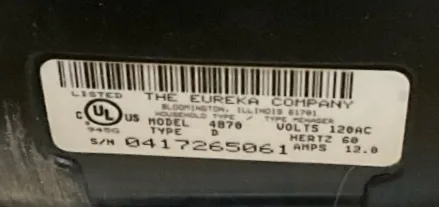 LISTED THE EUREKA COMPANY
BLOOMINGTON, ILLINOIS 61701
HOUSEHOLD TYPE / TYPE MENAGER
C UL US MODEL 4870 VOLTS 120AC
945G TYPE D HERTZ 60
S/N 0417265061 AMPS 12.0